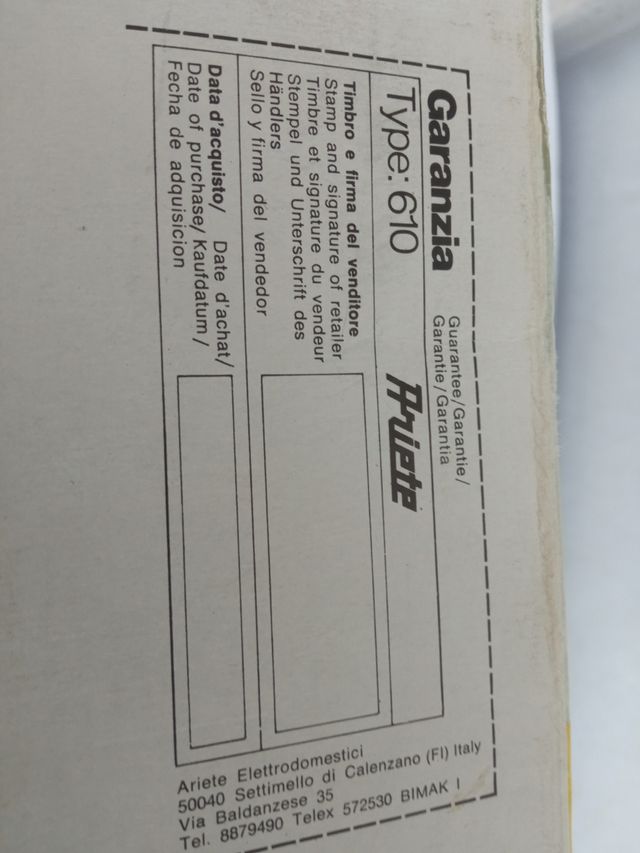 Garanzia
Guarantee/Garantie/
Garantie/Garantia
Type: 610
Ariete
Timbro e firma del venditore
Stamp and signature of retailer
Timbre et signature du vendeur
Stempel und Unterschrift des
Händlers
Sello y firma del vendedor
Data d'acquisto/ Date d'achat/
Date of purchase/ Kaufdatum/
Fecha de adquisicion
Ariete Elettrodomestici
50040 Settimello di Calenzano (FI) Italy
Via Baldanzese 35
Tel. 8879490 Telex 572530 BIMAK I